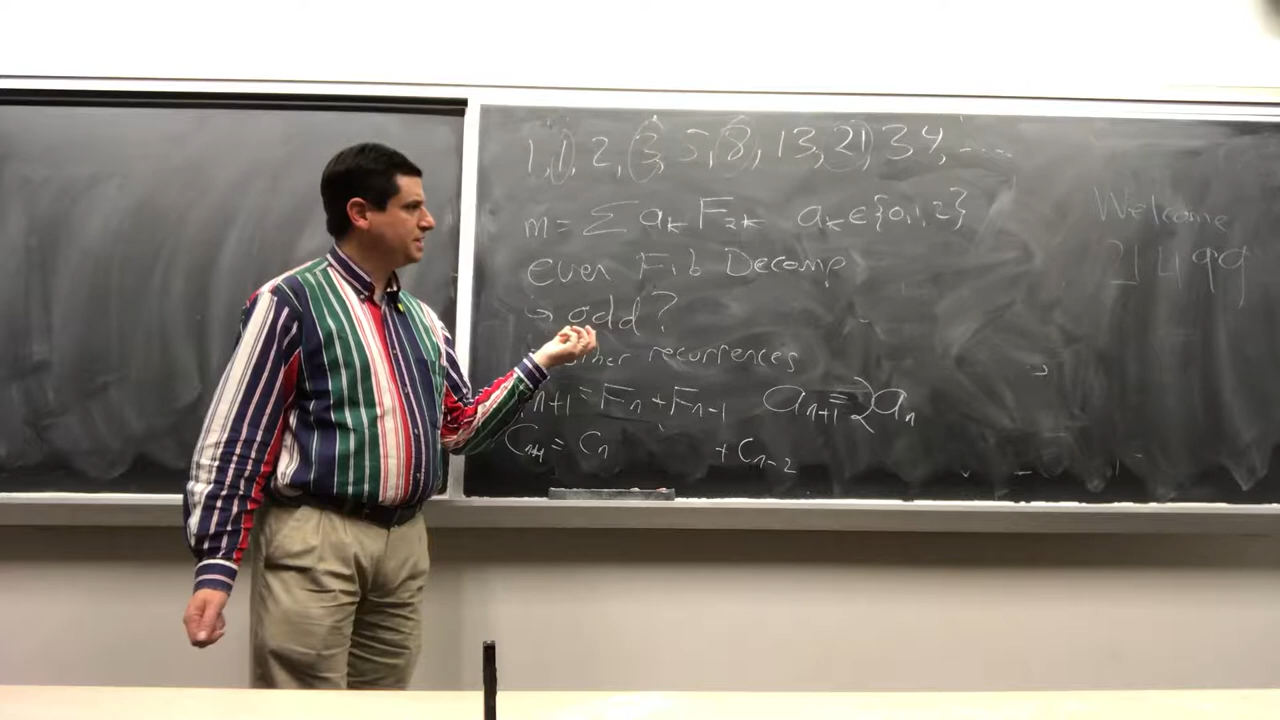 1, 1, 2, 3, 5, 8, 13, 21, 34, ....
m = ∑ a_k F_2k a_k ∈ {0,1,2}
even Fib Decomp
↳ odd?
other recurrences
F_n+1 = F_n + F_n-1 a_n+1 = 2a_n
C_n+1 = C_n + C_n-2
Welcome